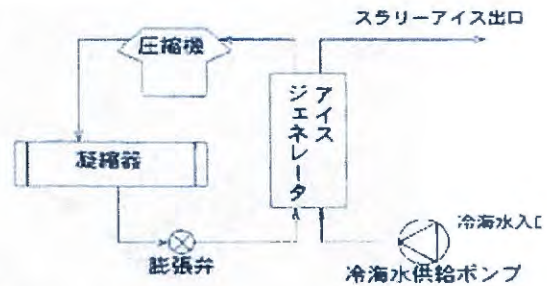 スラリーアイス出口
圧縮機
アイス
ジェネレータ
凝縮器
膨張弁
冷海水入口
冷海水供給ポンプ